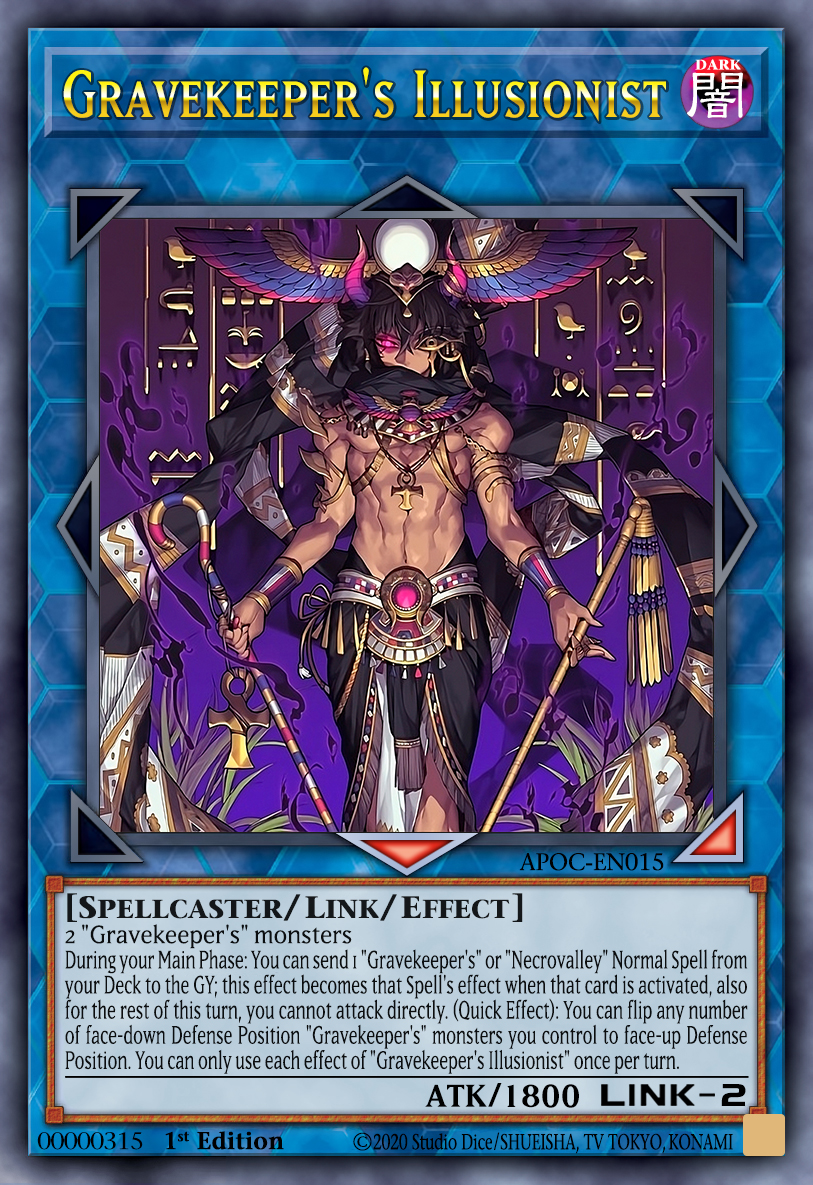 GRAVEKEEPER'S ILLUSIONIST
DARK
闇
APOC-EN015
[SPELLCASTER/LINK/EFFECT]
2 "Gravekeeper's" monsters
During your Main Phase: You can send 1 "Gravekeeper's" or "Necrovalley" Normal Spell from
your Deck to the GY; this effect becomes that Spell's effect when that card is activated, also
for the rest of this turn, you cannot attack directly. (Quick Effect): You can flip any number
of face-down Defense Position "Gravekeeper's" monsters you control to face-up Defense
Position. You can only use each effect of "Gravekeeper's Illusionist" once per turn.
ATK/1800 LINK-2
00000315 1st Edition ©2020 Studio Dice/SHUEISHA, TV TOKYO, KONAMI